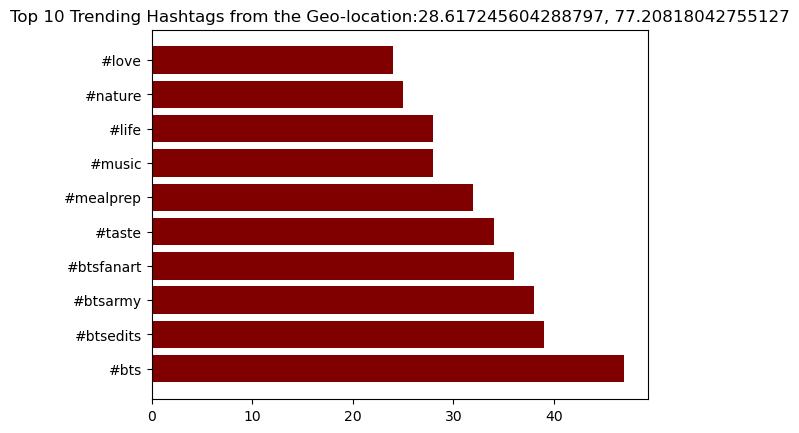 Top 10 Trending Hashtags from the Geo-location:28.617245604288797, 77.20818042755127
#love
#nature
#life
#music
#mealprep
#taste
#btsfanart
#btsarmy
#btsedits
#bts
0 10 20 30 40